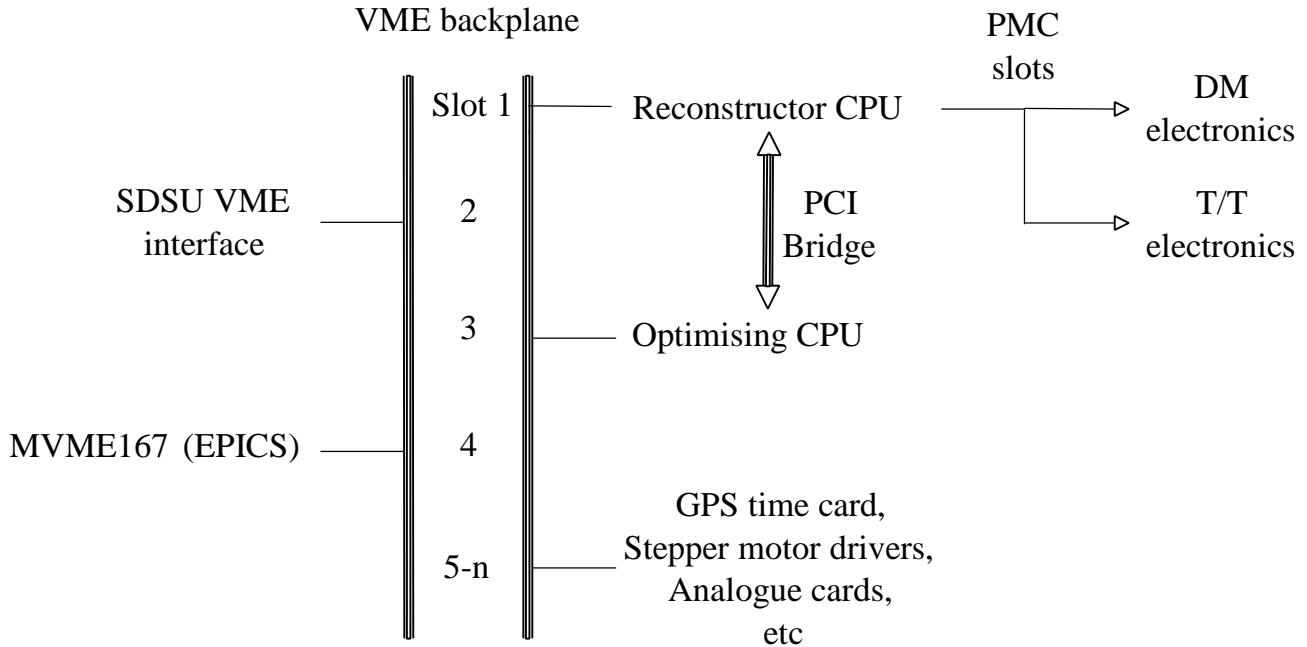 VME backplane
PMC
slots
Slot 1
Reconstructor CPU
DM
electronics
SDSU VME
interface
2
PCI
Bridge
T/T
electronics
3
Optimising CPU
MVME167 (EPICS)
4
GPS time card,
Stepper motor drivers,
Analogue cards,
etc
5-n